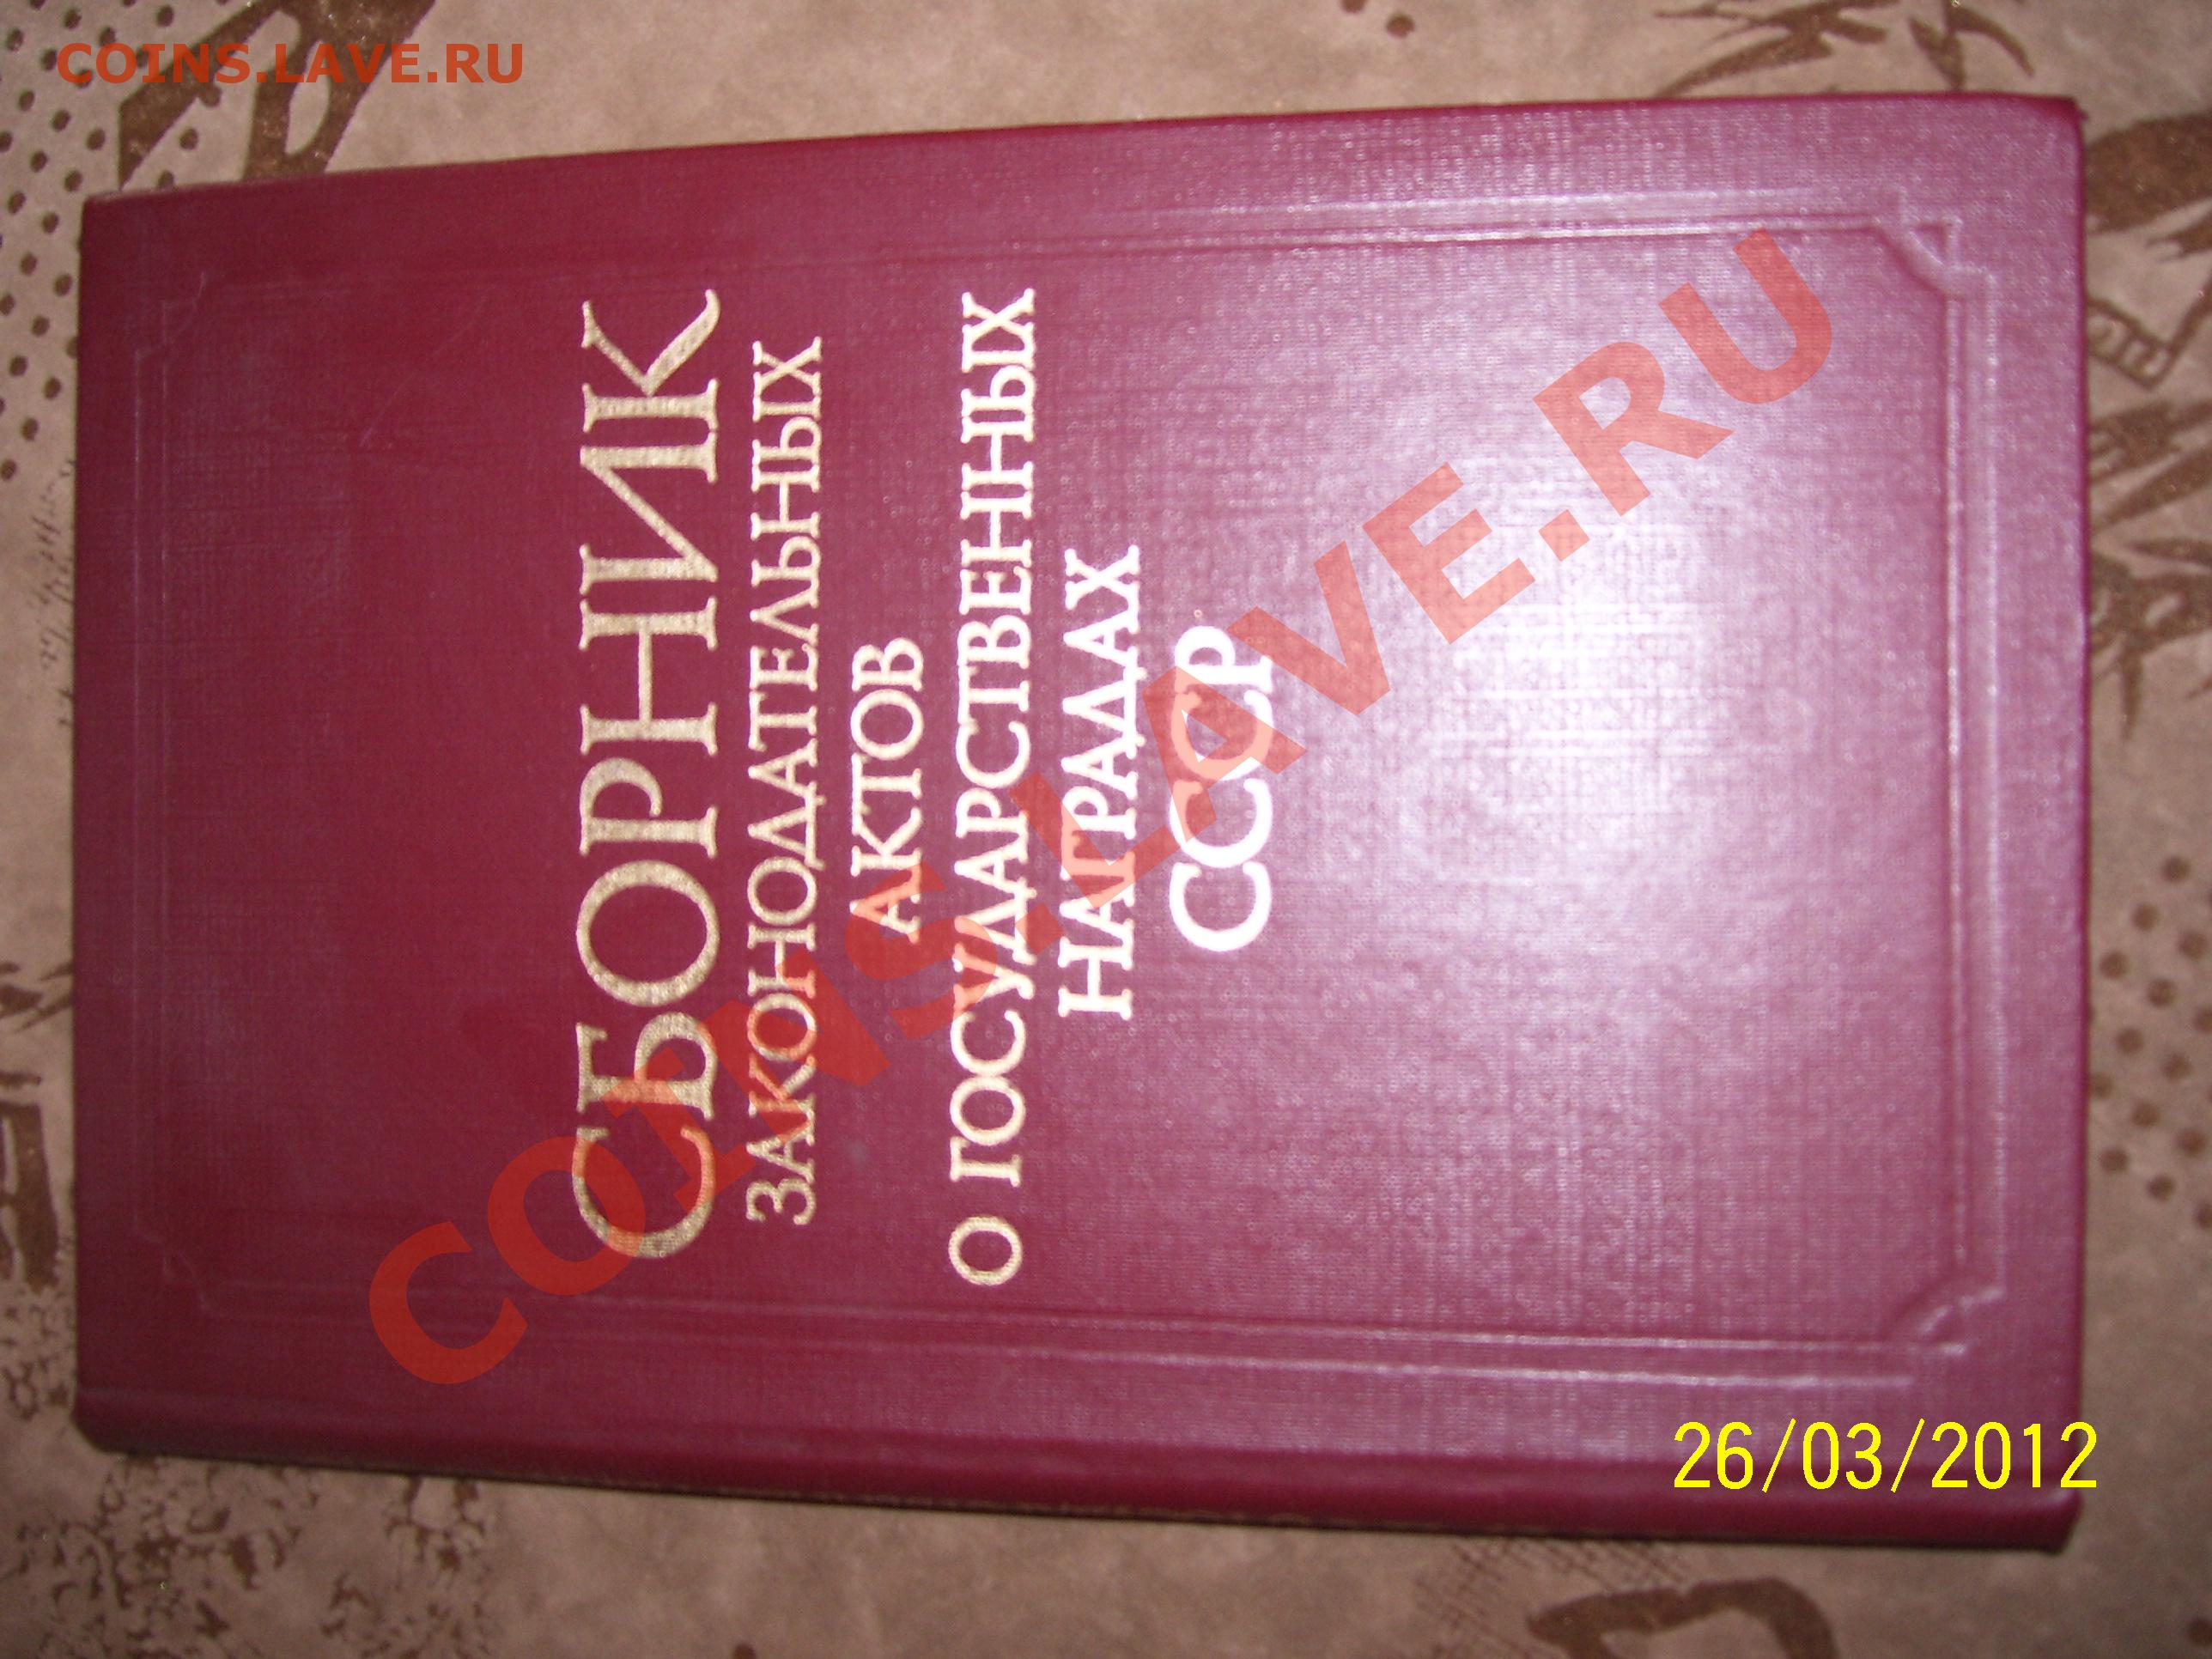 COINS.LAVE.RU
СБОРНИК
ЗАКОНОДАТЕЛЬНЫХ
АКТОВ
О ГОСУДАРСТВЕННЫХ
НАГРАДАХ
СССР
COINS.LAVE.RU
26/03/2012